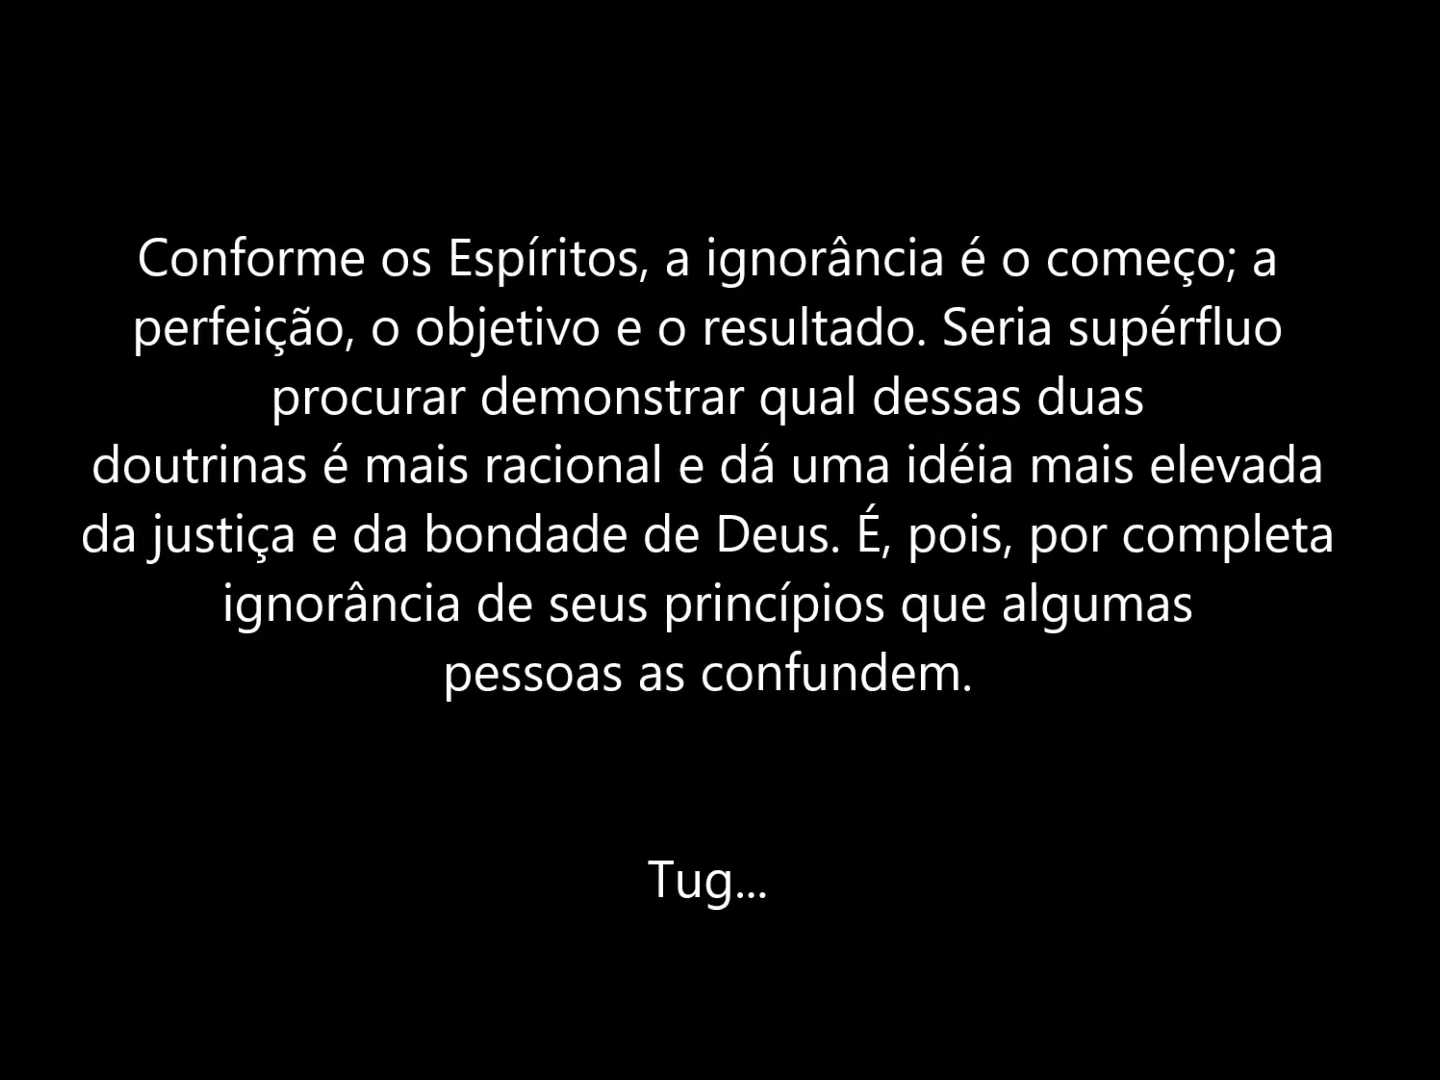 Conforme os Espíritos, a ignorância é o começo; a
perfeição, o objetivo e o resultado. Seria supérfluo
procurar demonstrar qual dessas duas
doutrinas é mais racional e dá uma idéia mais elevada
da justiça e da bondade de Deus. É, pois, por completa
ignorância de seus princípios que algumas
pessoas as confundem.
Tug...